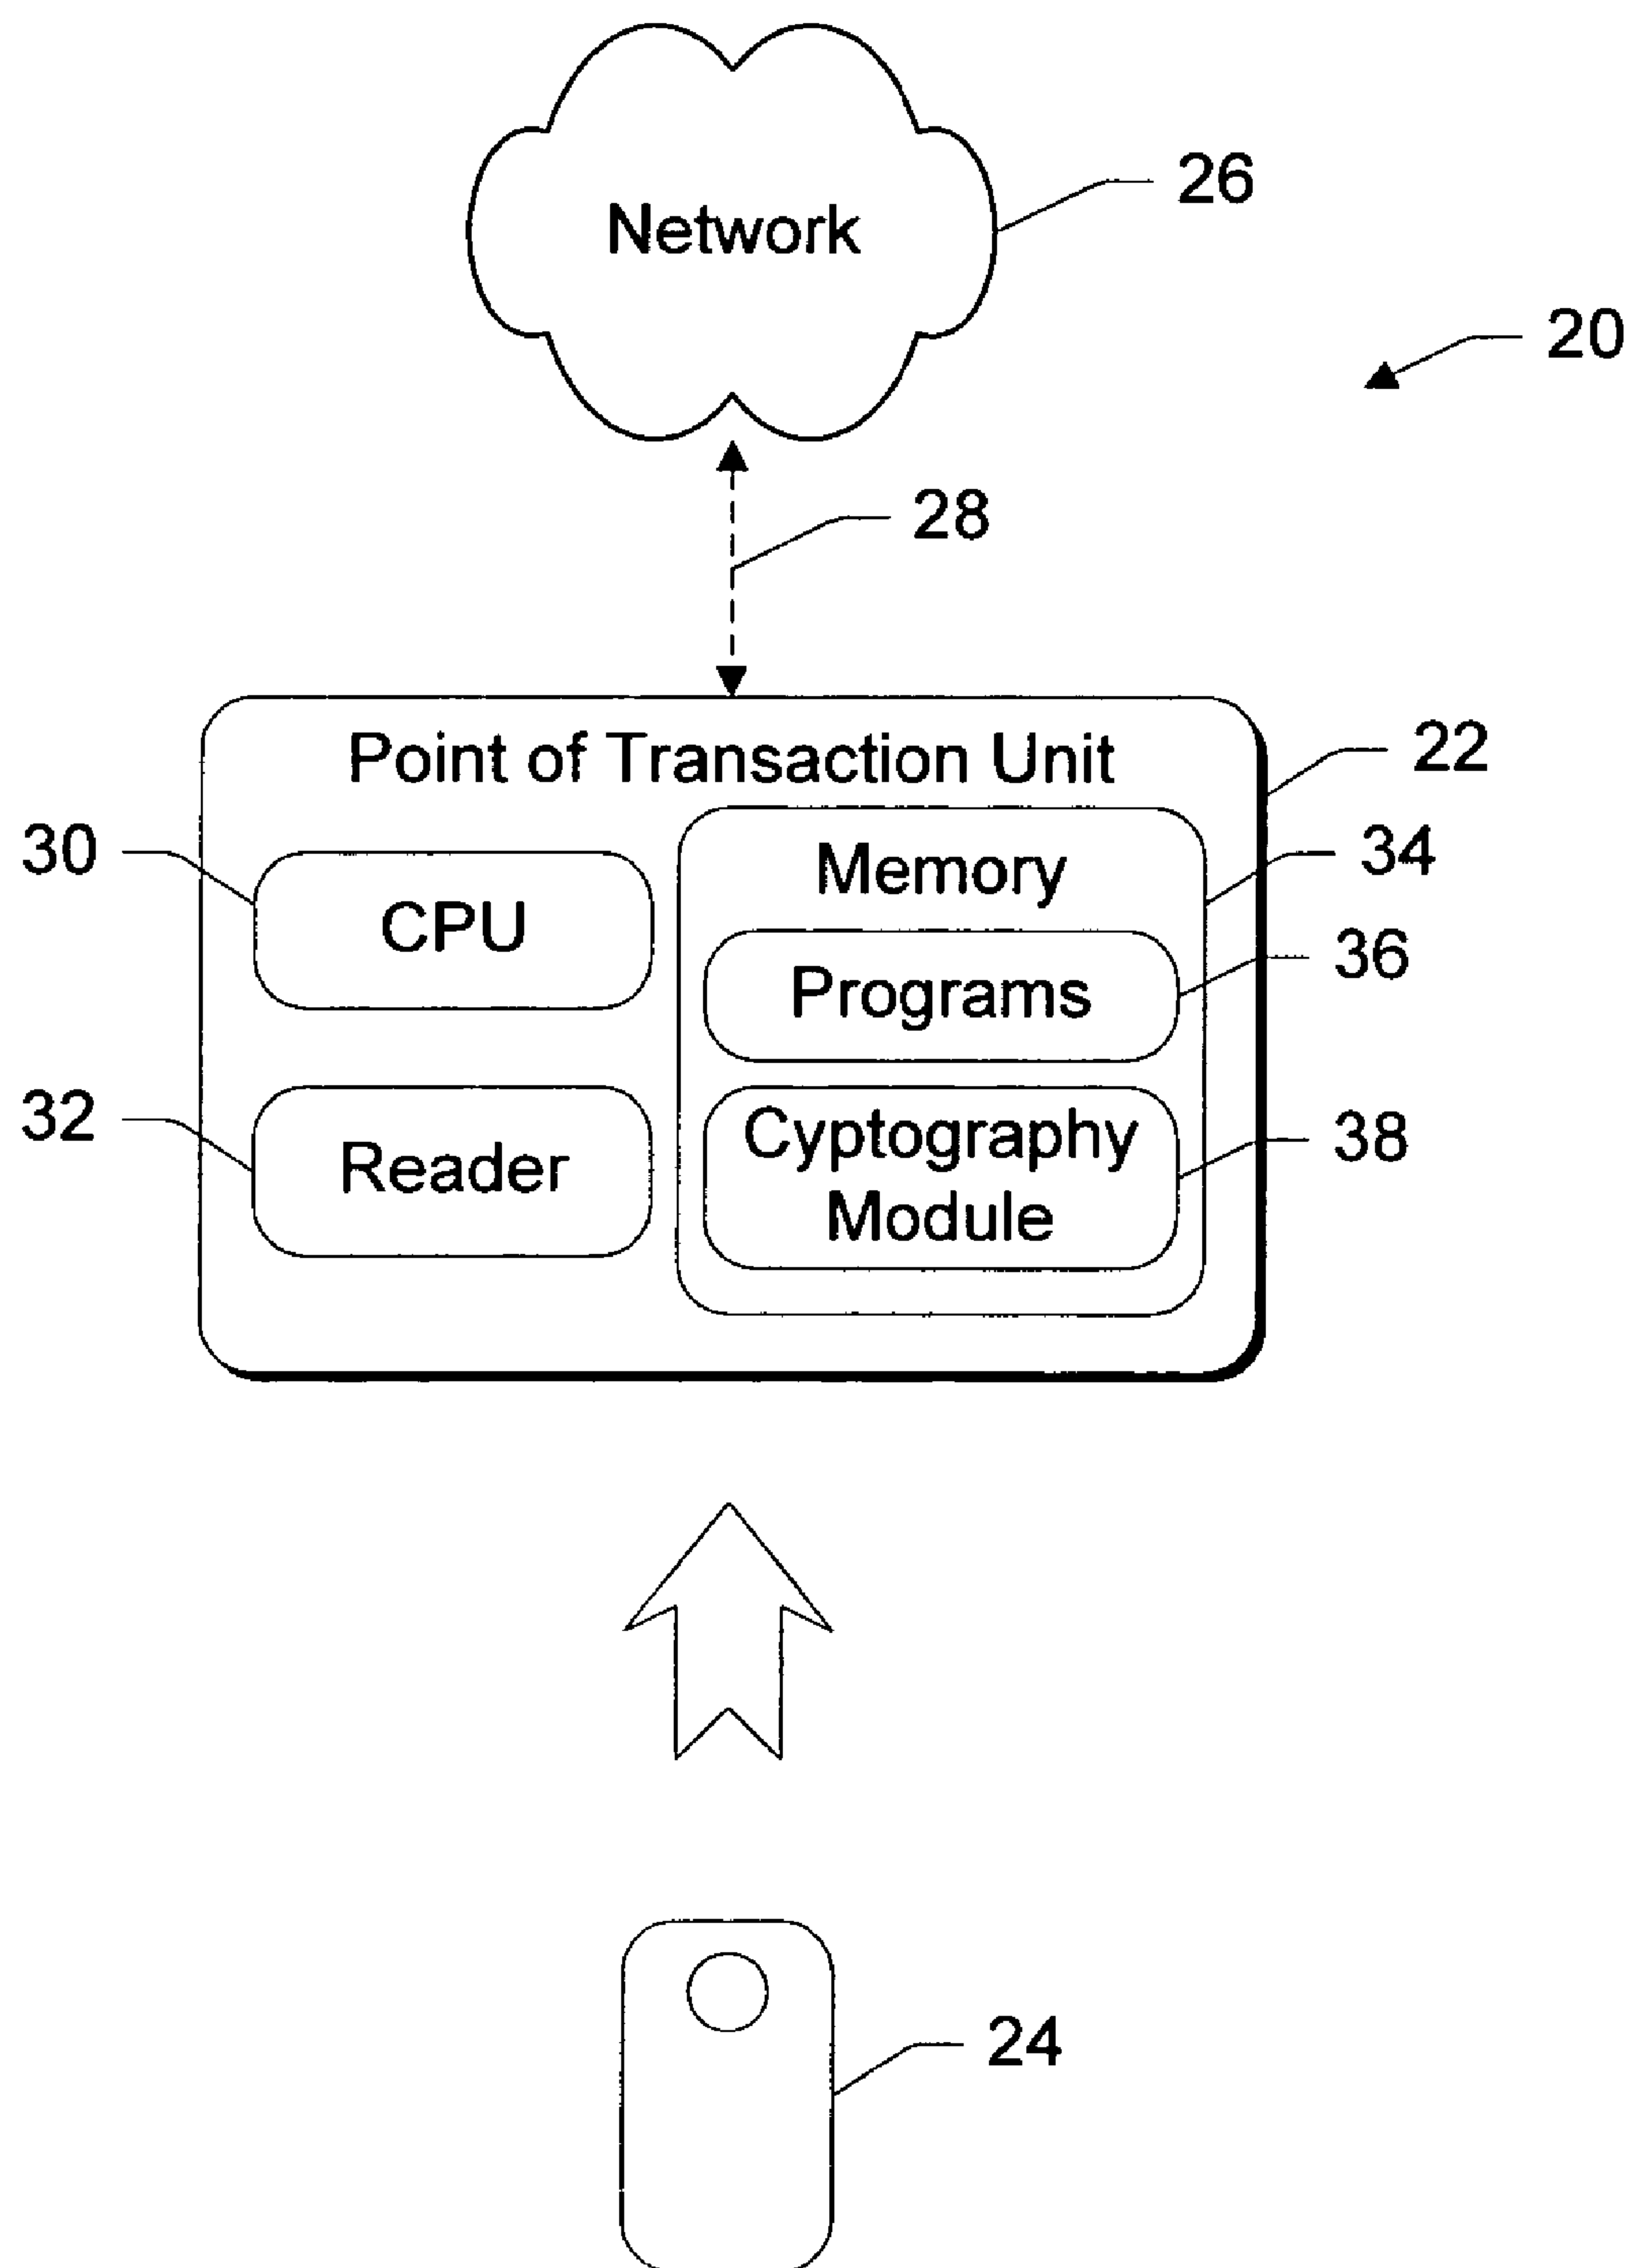 Network
26
20
28
Point of Transaction Unit
22
30
CPU
Memory
34
Programs
36
32
Reader
Cyptography
Module
38
24